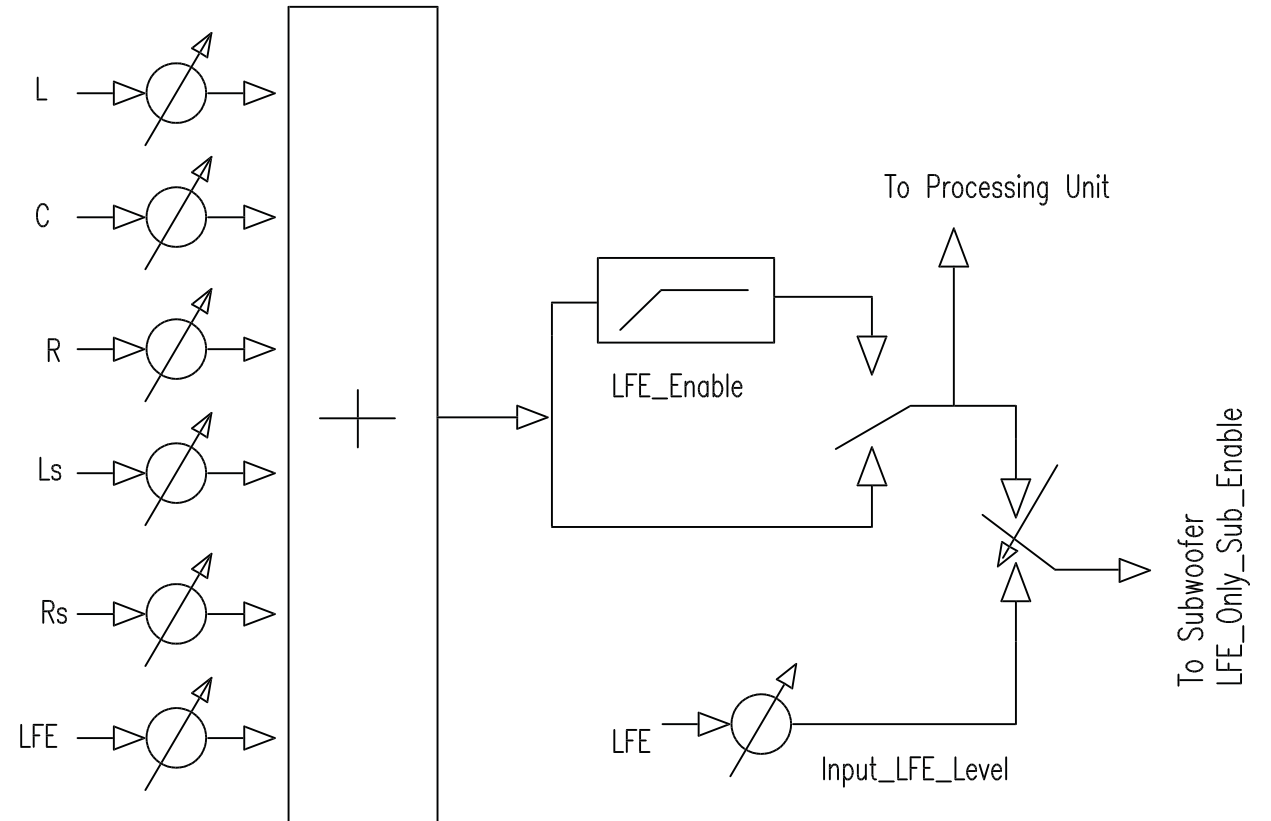 L
C
R
Ls
Rs
LFE
To Processing Unit
LFE_Enable
LFE
Input_LFE_Level
To Subwoofer
LFE_Only_Sub_Enable